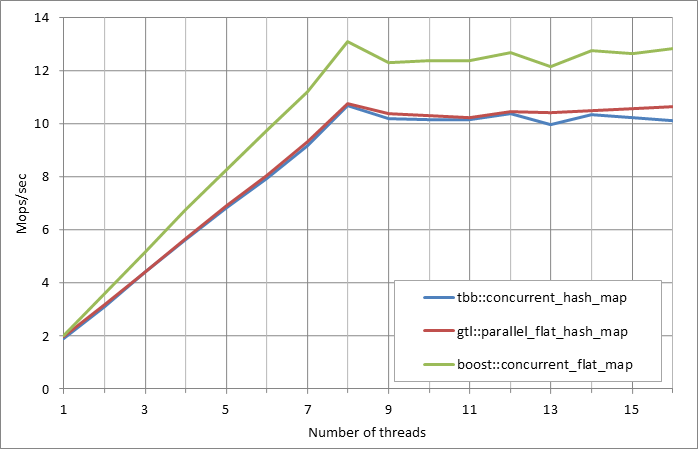 14
12
10
8
6
4
2
0
Mops/sec
tbb::concurrent_hash_map
gtl::parallel_flat_hash_map
boost::concurrent_flat_map
1 3 5 7 9 11 13 15
Number of threads